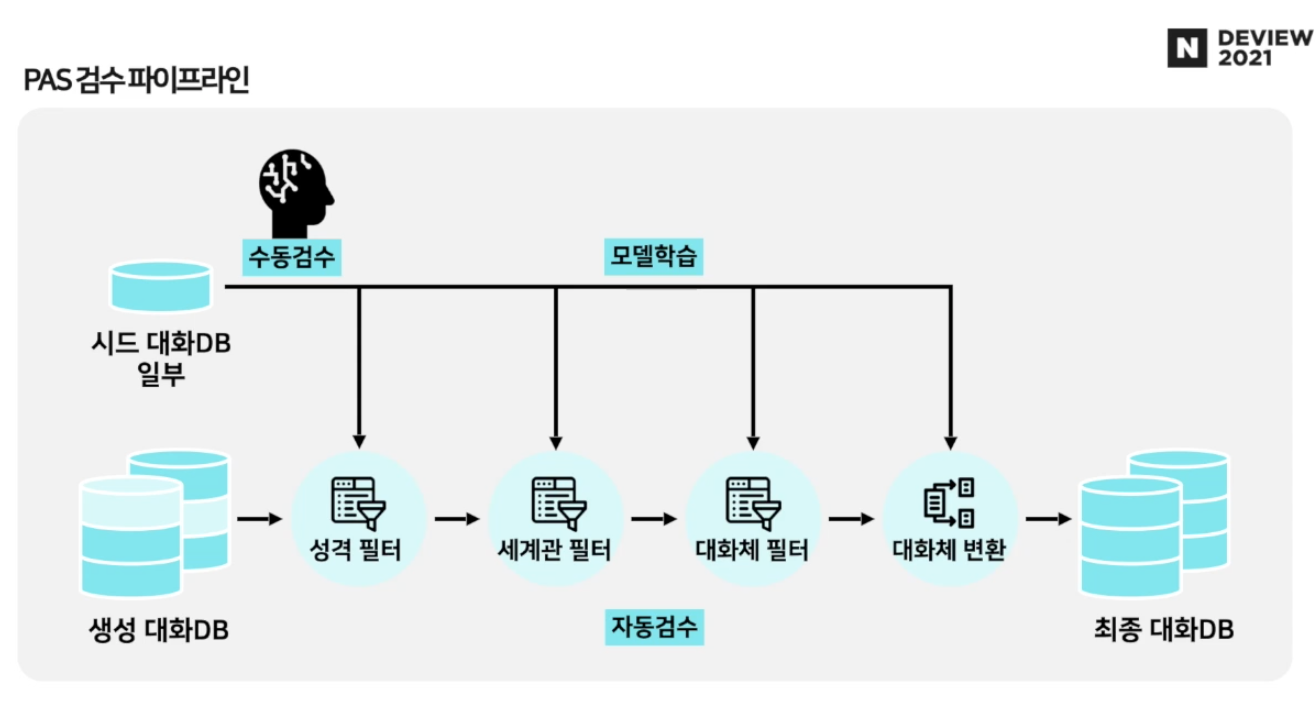 N DEVIEW
2021
PAS 검수 파이프라인
수동검수
모델학습
시드 대화DB
일부
성격 필터
세계관 필터
대화체 필터
대화체 변환
생성 대화DB
자동검수
최종 대화DB